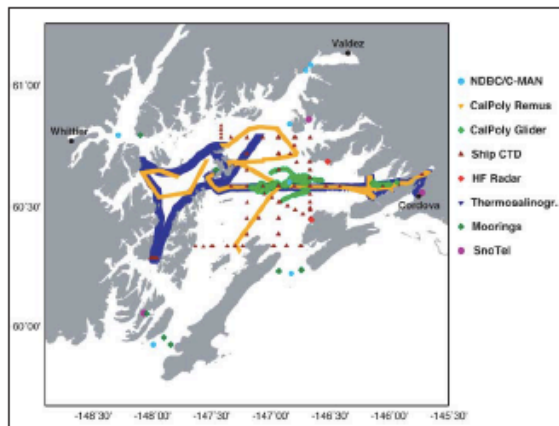 Valdez
61°00'
Whittier
60°30'
Cordova
60°00'
-148°30' -148°00' -147°30' -147°00' -146°30' -146°00' -145°30'
NDBC/C-MAN
CalPoly Remus
CalPoly Glider
Ship CTD
HF Radar
Thermosalinogr.
Moorings
SnoTel